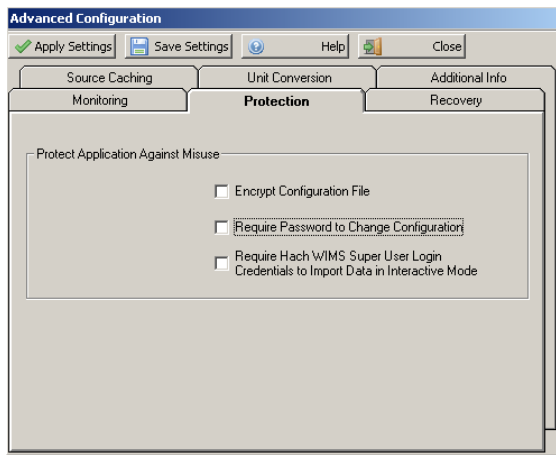 Advanced Configuration
Apply Settings Save Settings Help Close
Source Caching Unit Conversion Additional Info
Monitoring Protection Recovery
Protect Application Against Misuse
Encrypt Configuration File
Require Password to Change Configuration
Require Hach WIMS Super User Login
Credentials to Import Data in Interactive Mode